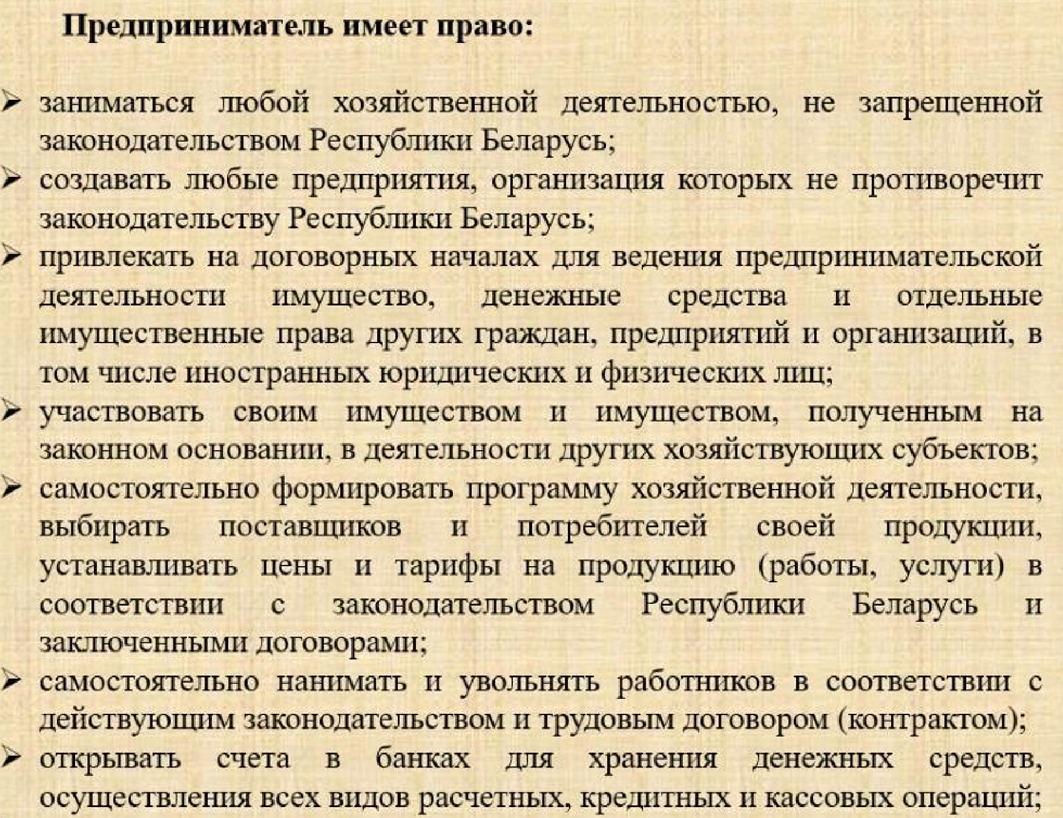 Предприниматель имеет право:
➢ заниматься любой хозяйственной деятельностью, не запрещенной
законодательством Республики Беларусь;
➢ создавать любые предприятия, организация которых не противоречит
законодательству Республики Беларусь;
➢ привлекать на договорных началах для ведения предпринимательской
деятельности имущество, денежные средства и отдельные
имущественные права других граждан, предприятий и организаций, в
том числе иностранных юридических и физических лиц;
➢ участвовать своим имуществом и имуществом, полученным на
законном основании, в деятельности других хозяйствующих субъектов;
➢ самостоятельно формировать программу хозяйственной деятельности,
выбирать поставщиков и потребителей своей продукции,
устанавливать цены и тарифы на продукцию (работы, услуги) в
соответствии с законодательством Республики Беларусь и
заключенными договорами;
➢ самостоятельно нанимать и увольнять работников в соответствии с
действующим законодательством и трудовым договором (контрактом);
➢ открывать счета в банках для хранения денежных средств,
осуществления всех видов расчетных, кредитных и кассовых операций;